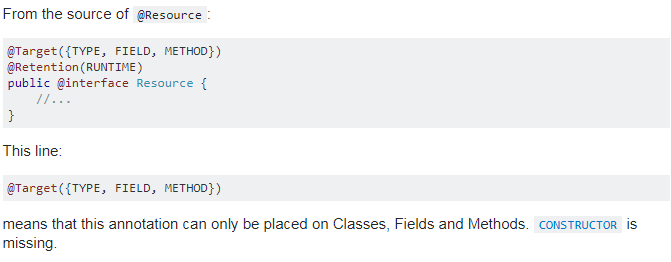 From the source of @Resource:
@Target({TYPE, FIELD, METHOD})
@Retention(RUNTIME)
public @interface Resource {
    //...
}
This line:
@Target({TYPE, FIELD, METHOD})
means that this annotation can only be placed on Classes, Fields and Methods. CONSTRUCTOR is
missing.